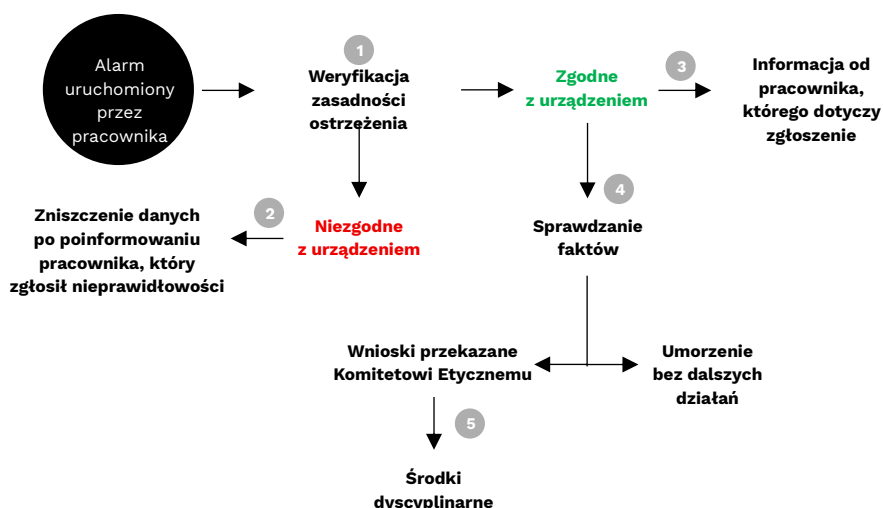 Alarm
uruchomiony
przez
pracownika
1
Weryfikacja
zasadności
ostrzeżenia
Zgodne
z urządzeniem
3
Informacja od
pracownika,
którego dotyczy
zgłoszenie
2
Zniszczenie danych
po poinformowaniu
pracownika, który
zgłosił nieprawidłowości
Niezgodne
z urządzeniem
4
Sprawdzanie
faktów
Wnioski przekazane
Komitetowi Etycznemu
Umorzenie
bez dalszych
działań
5
Środki
dyscyplinarne